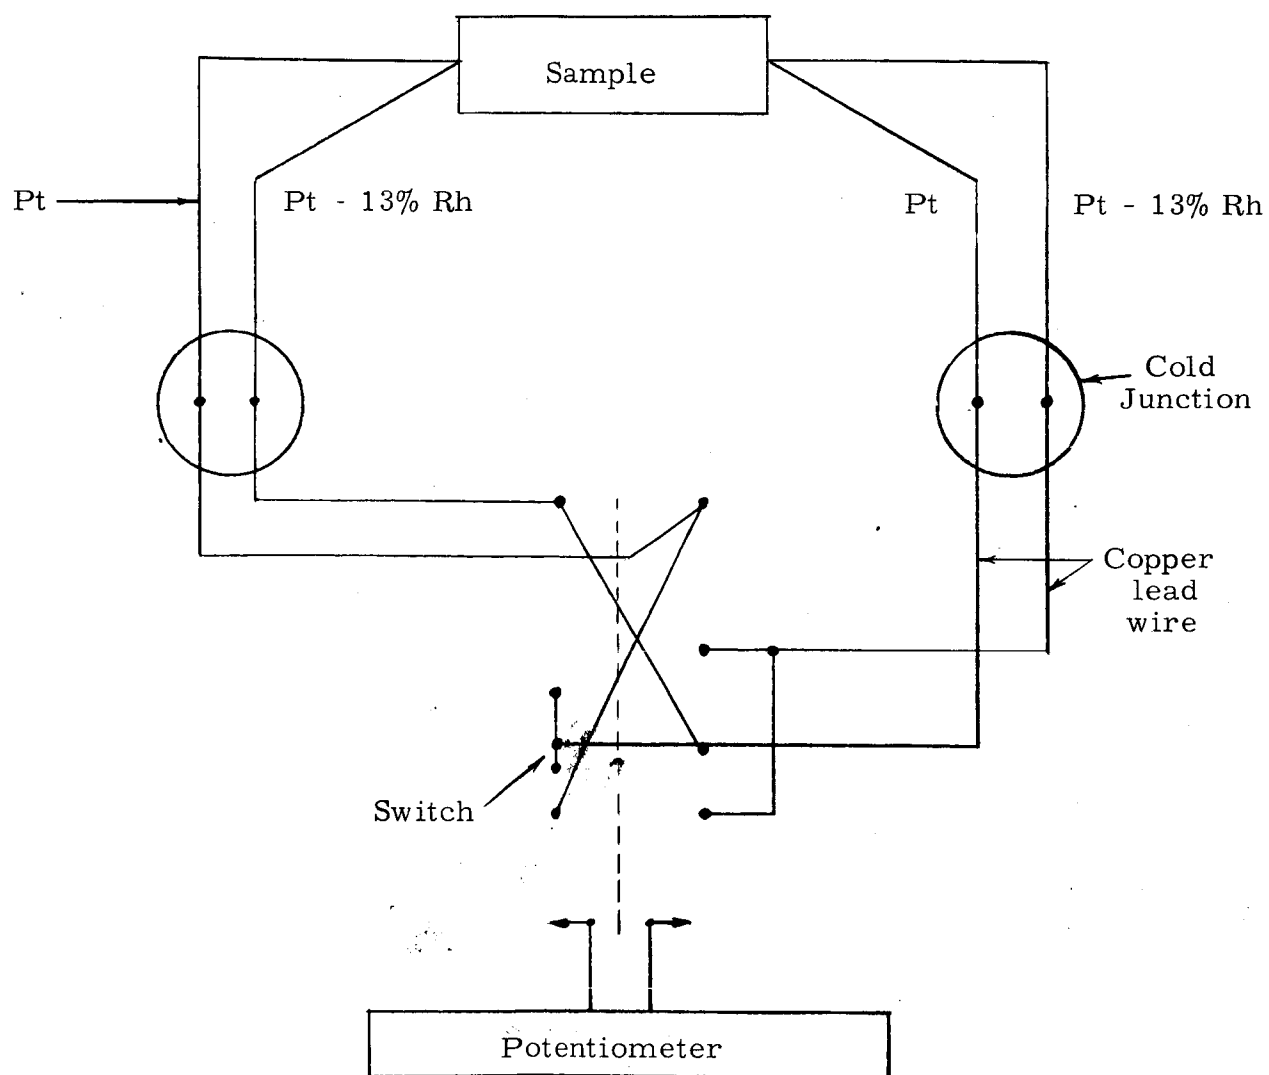 Sample
Pt
Pt - 13% Rh
Pt
Pt - 13% Rh
Cold
Junction
Copper
lead
wire
Switch
Potentiometer